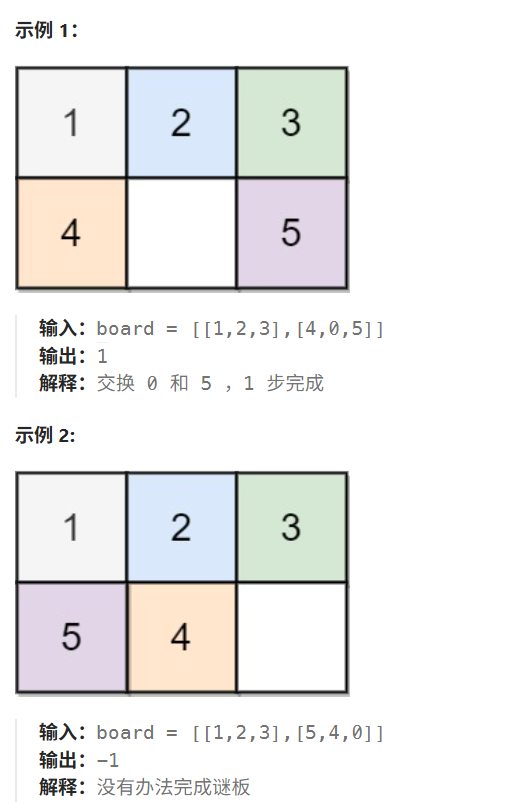 示例 1：
1 2 3
4 5
输入：board = [[1,2,3],[4,0,5]]
输出：1
解释：交换 0 和 5 ，1 步完成
示例 2:
1 2 3
5 4
输入：board = [[1,2,3],[5,4,0]]
输出：-1
解释：没有办法完成谜板